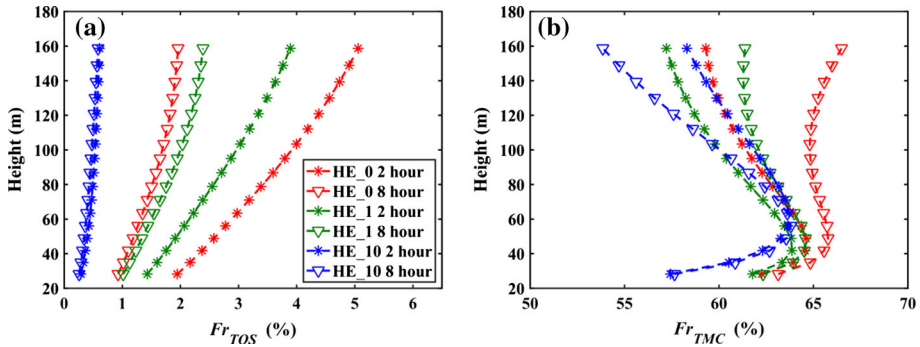 (a)
Height (m)
180
160
140
120
100
80
60
40
20
0 1 2 3 4 5 6
Fr_TOS (%)
HE_0 2 hour
HE_0 8 hour
HE_1 2 hour
HE_1 8 hour
HE_10 2 hour
HE_10 8 hour
(b)
Height (m)
180
160
140
120
100
80
60
40
20
50 55 60 65 70
Fr_TMC (%)